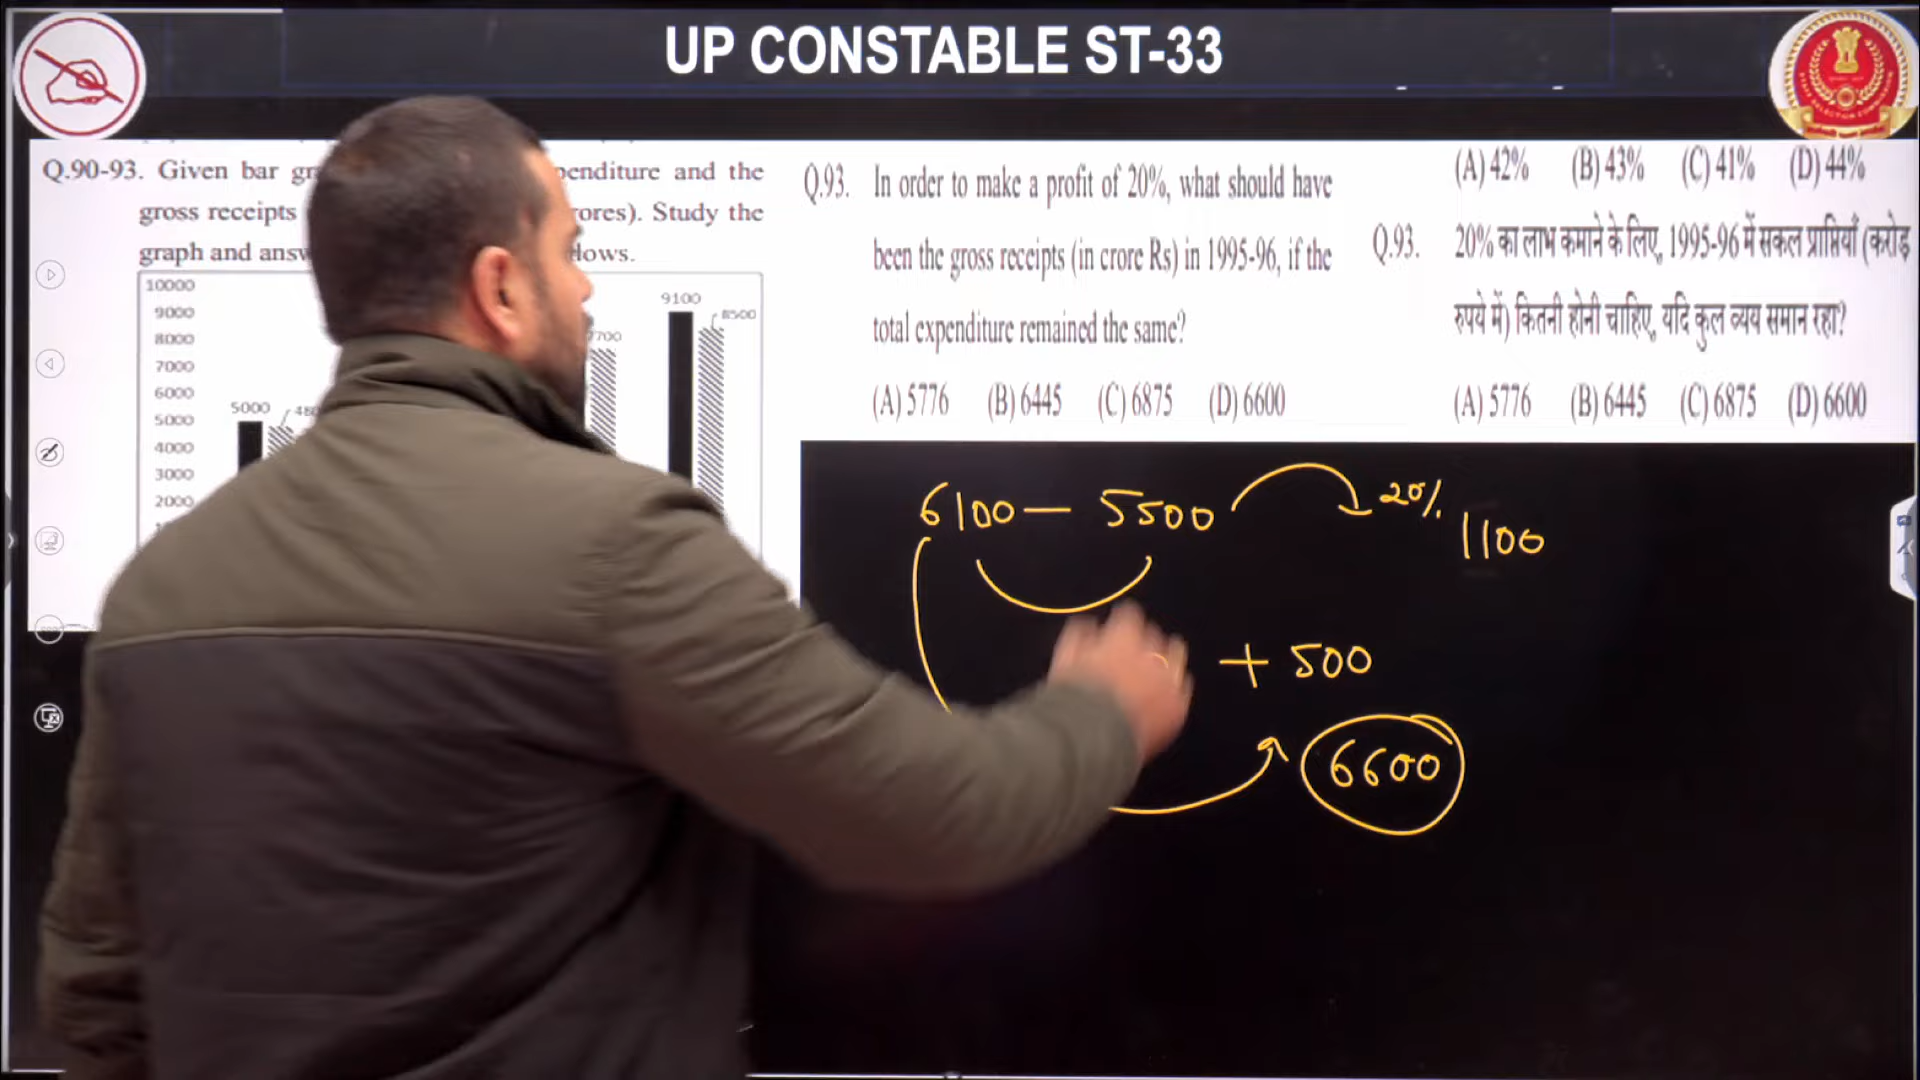 UP CONSTABLE ST-33
Q.90-93. Given bar
penditure and the
gross receipts
rores). Study the
graph and answ
lows.
10000
9000
8000
7000
6000
5000
4000
3000
2000
5000
7700
9100
8500
Q.93. In order to make a profit of 20%, what should have
been the gross receipts (in crore Rs) in 1995-96, if the
total expenditure remained the same?
(A) 5776 (B) 6445 (C) 6875 (D) 6600
(A) 42% (B) 43% (C) 41% (D) 44%
Q.93. 20% का लाभ कमाने के लिए, 1995-96 में सकल प्राप्तियाँ (करोड़
रुपये में) कितनी होनी चाहिए, यदि कुल व्यय समान रहा?
(A) 5776 (B) 6445 (C) 6875 (D) 6600
6100 — 5500 20% 1100
+ 500
6600